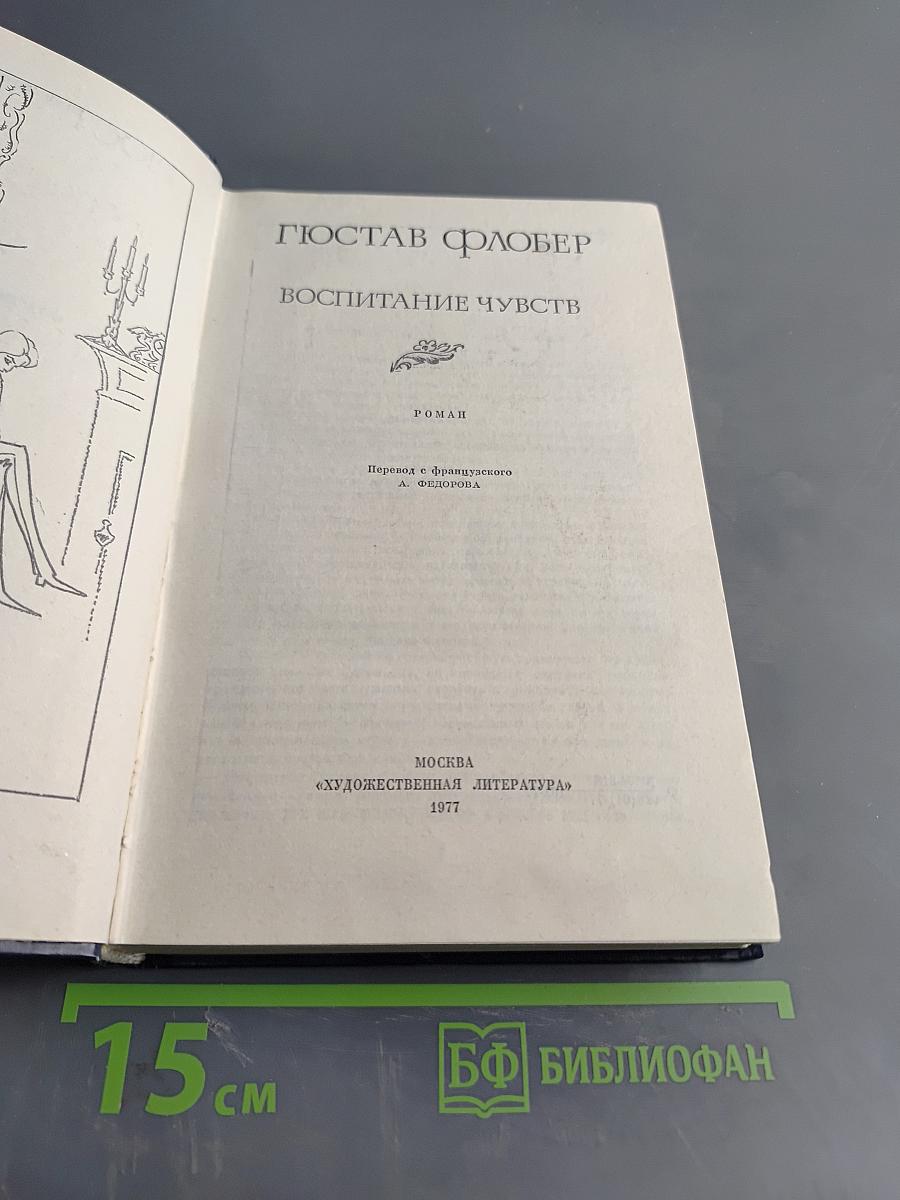 ГЮСТАВ ФЛОБЕР
ВОСПИТАНИЕ ЧУВСТВ
РОМАН
Перевод с французского
А. ФЕДОРОВА
МОСКВА
«ХУДОЖЕСТВЕННАЯ ЛИТЕРАТУРА»
1977
15 см
БФ БИБЛИОФАН